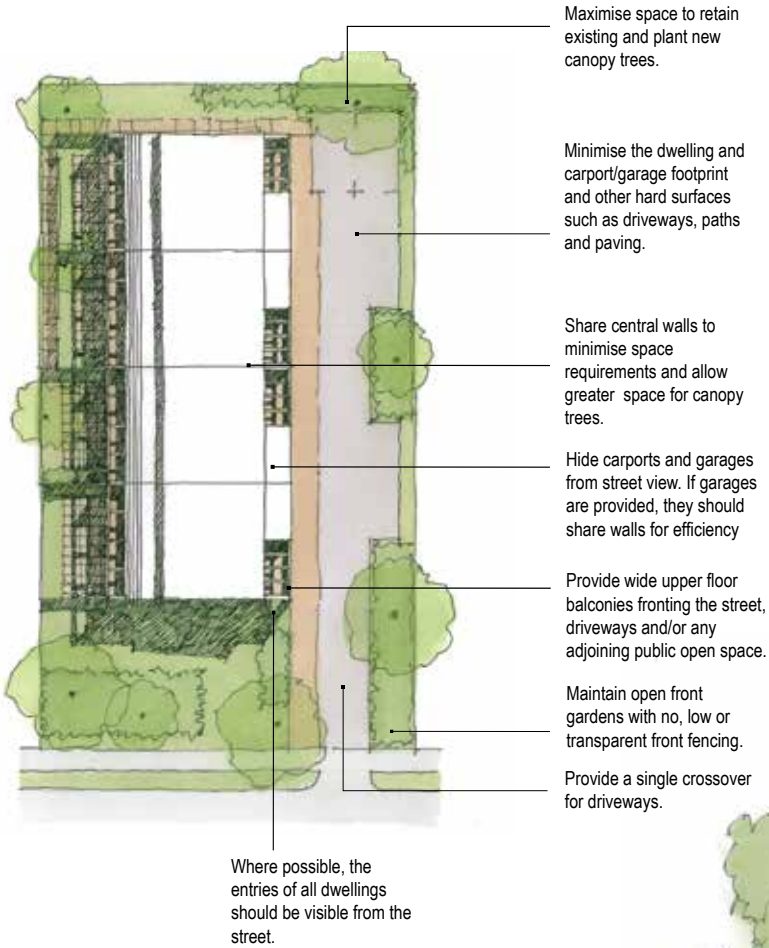 Maximise space to retain
existing and plant new
canopy trees.
Minimise the dwelling and
carport/garage footprint
and other hard surfaces
such as driveways, paths
and paving.
Share central walls to
minimise space
requirements and allow
greater space for canopy
trees.
Hide carports and garages
from street view. If garages
are provided, they should
share walls for efficiency
Provide wide upper floor
balconies fronting the street,
driveways and/or any
adjoining public open space.
Maintain open front
gardens with no, low or
transparent front fencing.
Provide a single crossover
for driveways.
Where possible, the
entries of all dwellings
should be visible from the
street.